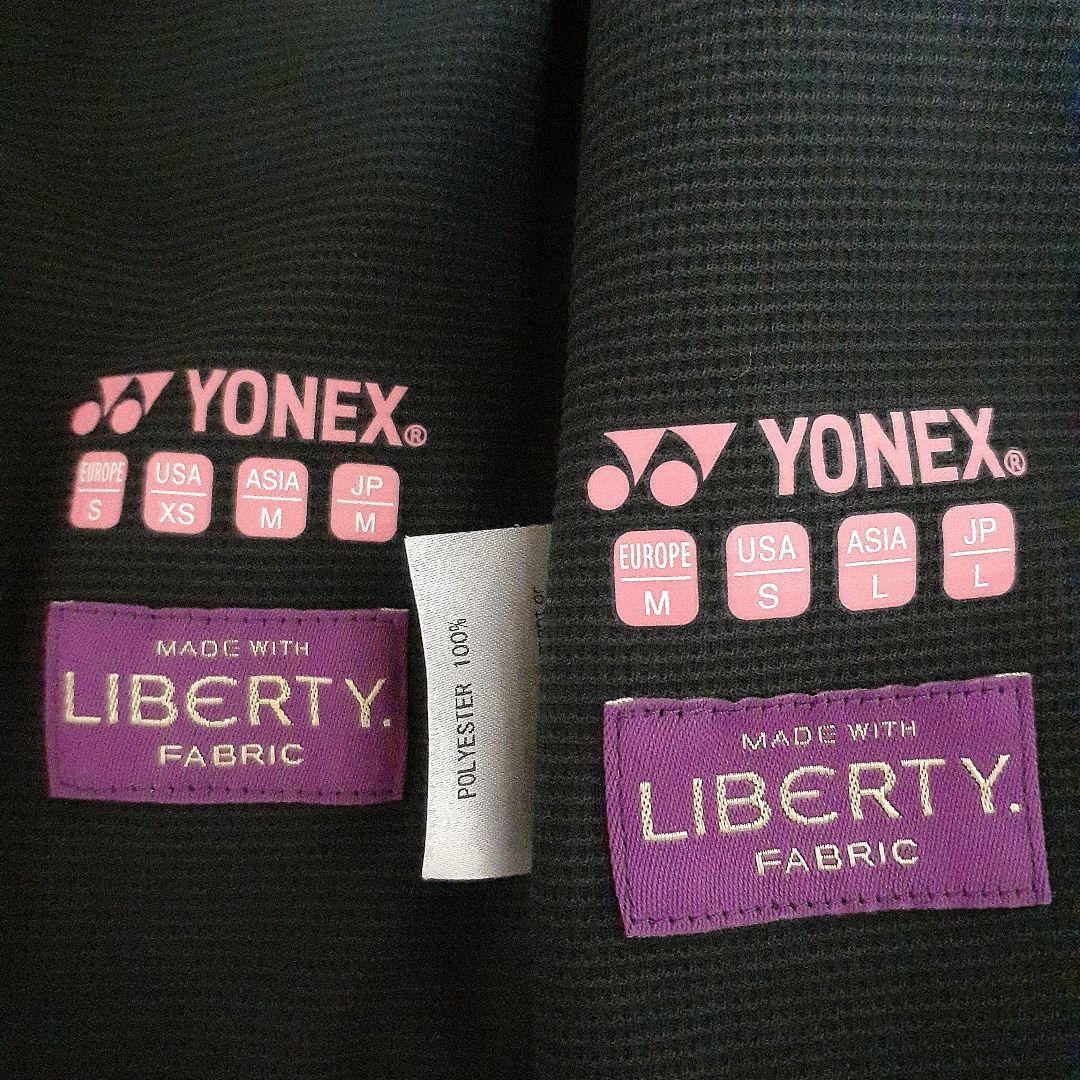 YONEX®
EUROPE USA ASIA JP
S XS M M
MADE WITH
LIBERTY.
FABRIC
POLYESTER 100%
YONEX®
EUROPE USA ASIA JP
M S L L
MADE WITH
LIBERTY.
FABRIC